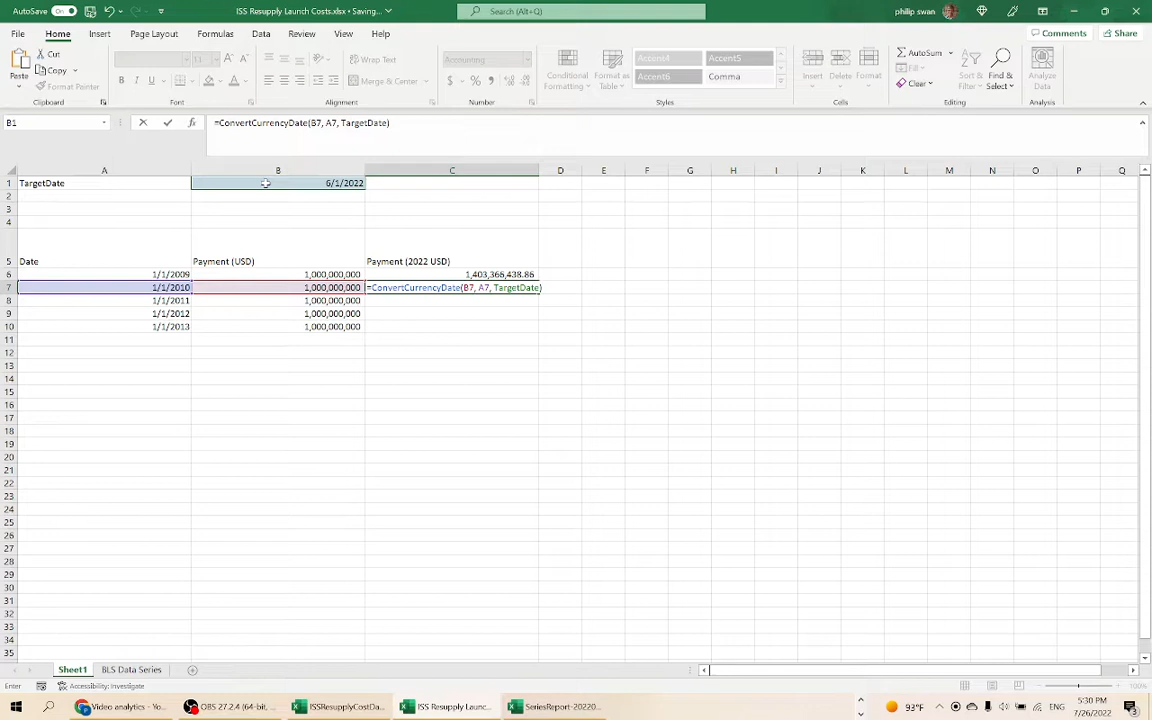 AutoSave On ISS Resupply Launch Costs.xlsx • Saving... Search (Alt+Q) philip swan
File Home Insert Page Layout Formulas Data Review View Help Comments Share
Cut Wrap Text Accounting Accent4 Accent5 AutoSum
Paste Copy Conditional Format as Insert Delete Format Fill Sort & Find & Analyze
Format Painter B I U Merge & Center $ % Formatting Table Accent6 Comma Clear Filter Select Data
Clipboard Font Alignment Number Styles Cells Editing Analysis
B1 =ConvertCurrencyDate(B7, A7, TargetDate)
A B C D E F G H I J K L M N O P Q
1 TargetDate 6/1/2022
2
3
4
5 Date Payment (USD) Payment (2022 USD)
6 1/1/2009 1,000,000,000 1,403,366,438.86
7 1/1/2010 1,000,000,000 =ConvertCurrencyDate(B7, A7, TargetDate)
8 1/1/2011 1,000,000,000
9 1/1/2012 1,000,000,000
10 1/1/2013 1,000,000,000
11
12
13
14
15
16
17
18
19
20
21
22
23
24
25
26
27
28
29
30
31
32
33
34
35
Sheet1 BLS Data Series
Enter Accessibility: Investigate 100%
Video analytics - Yo... OBS 27.2.4 (64-bit, ... ISSResupplyCostDa... ISS Resupply Launc... SeriesReport-20220... 93°F ENG 5:30 PM
7/26/2022 3